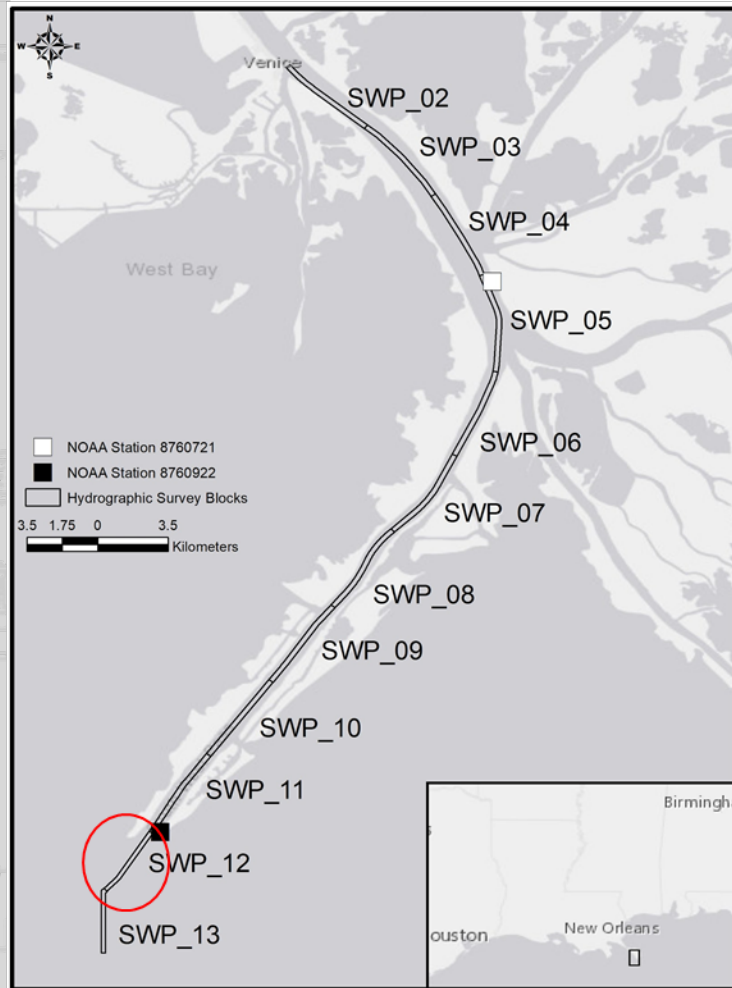 N
W E
S
Venice
SWP_02
SWP_03
SWP_04
West Bay
SWP_05
NOAA Station 8760721
SWP_06
NOAA Station 8760922
Hydrographic Survey Blocks
SWP_07
3.5 1.75 0 3.5
Kilometers
SWP_08
SWP_09
SWP_10
SWP_11
Birmingh
SWP_12
New Orleans
ouston
SWP_13